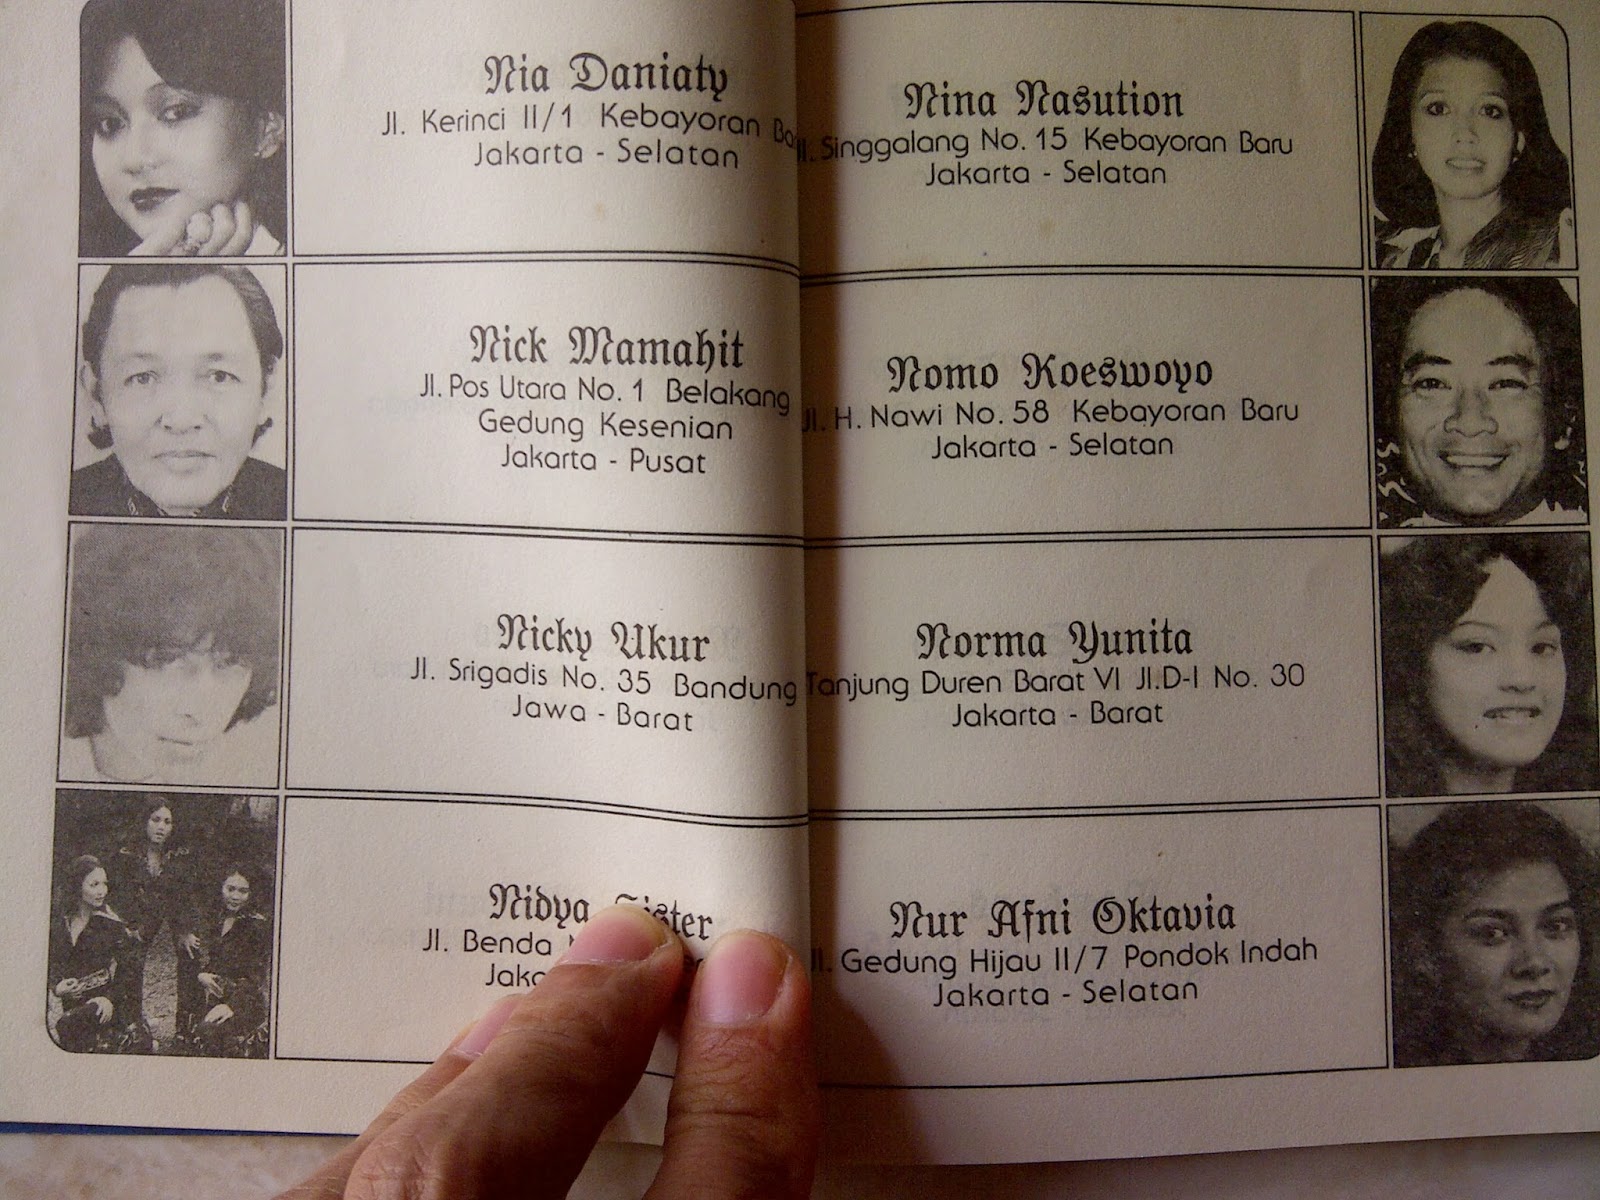 Nia Daniaty
Jl. Kerinci II/1 Kebayoran
Jakarta - Selatan
Nick Mamahit
Jl. Pos Utara No. 1 Belakang
Gedung Kesenian
Jakarta - Pusat
Nicky Ukur
Jl. Srigadis No. 35 Bandung
Jawa - Barat
Nidya Sister
Jl. Benda
Nina Nasution
Jl. Singgalang No. 15 Kebayoran Baru
Jakarta - Selatan
Nomo Koeswoyo
Jl. H. Nawi No. 58 Kebayoran Baru
Jakarta - Selatan
Norma Yunita
Tanjung Duren Barat VI Jl.D-I No. 30
Jakarta - Barat
Nur Afni Oktavia
Jl. Gedung Hijau II/7 Pondok Indah
Jakarta - Selatan